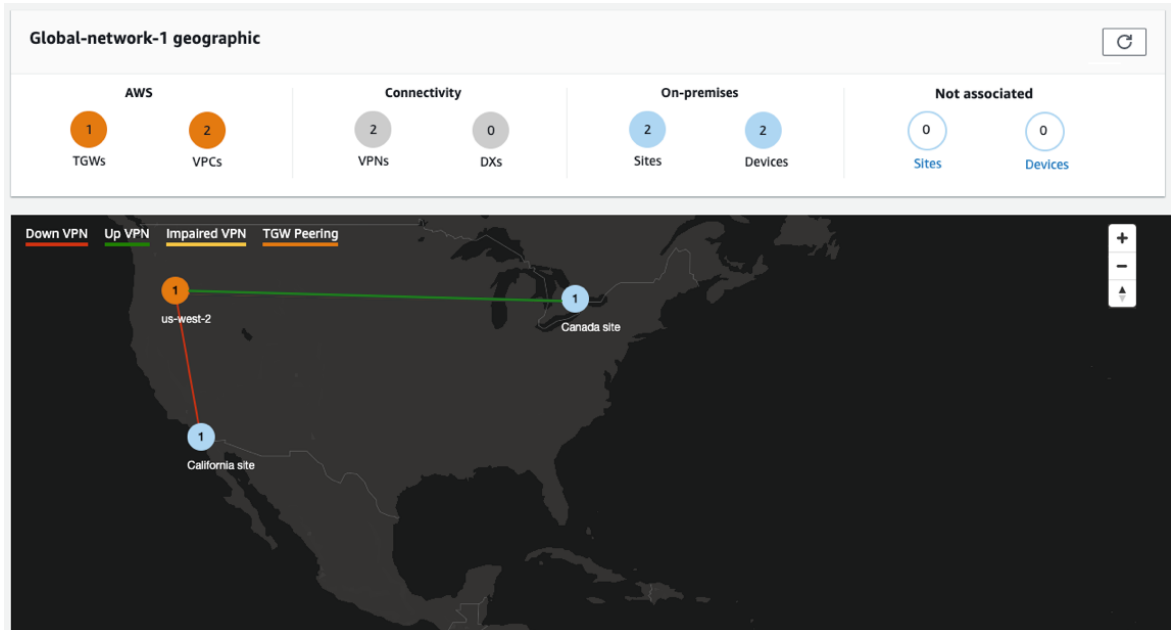 Global-network-1 geographic
AWS
1
TGWs
2
VPCs
Connectivity
2
VPNs
0
DXs
On-premises
2
Sites
2
Devices
Not associated
0
Sites
0
Devices
Down VPN Up VPN Impaired VPN TGW Peering
+
−
1
us-west-2
1
Canada site
1
California site